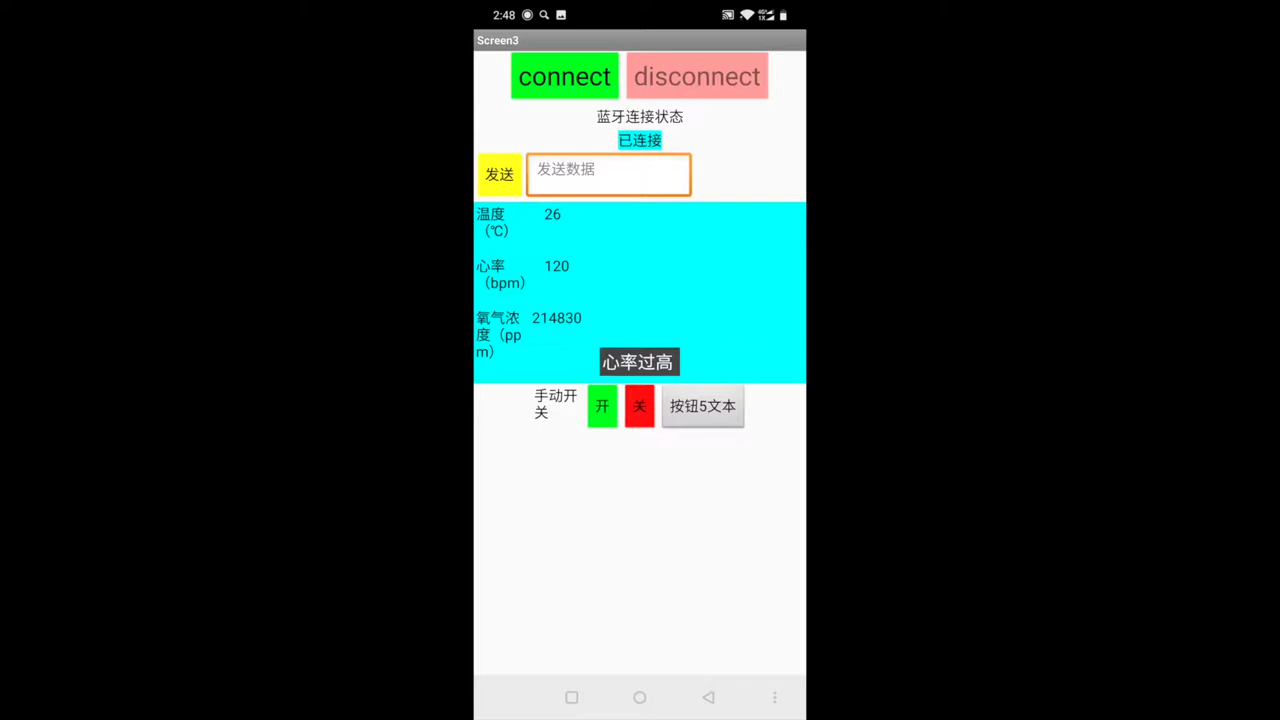 2:48
Screen3
connect disconnect
蓝牙连接状态
已连接
发送 发送数据
温度 26
（℃）
心率 120
（bpm）
氧气浓 214830
度（pp
m）
心率过高
手动开
关
开 关 按钮5文本